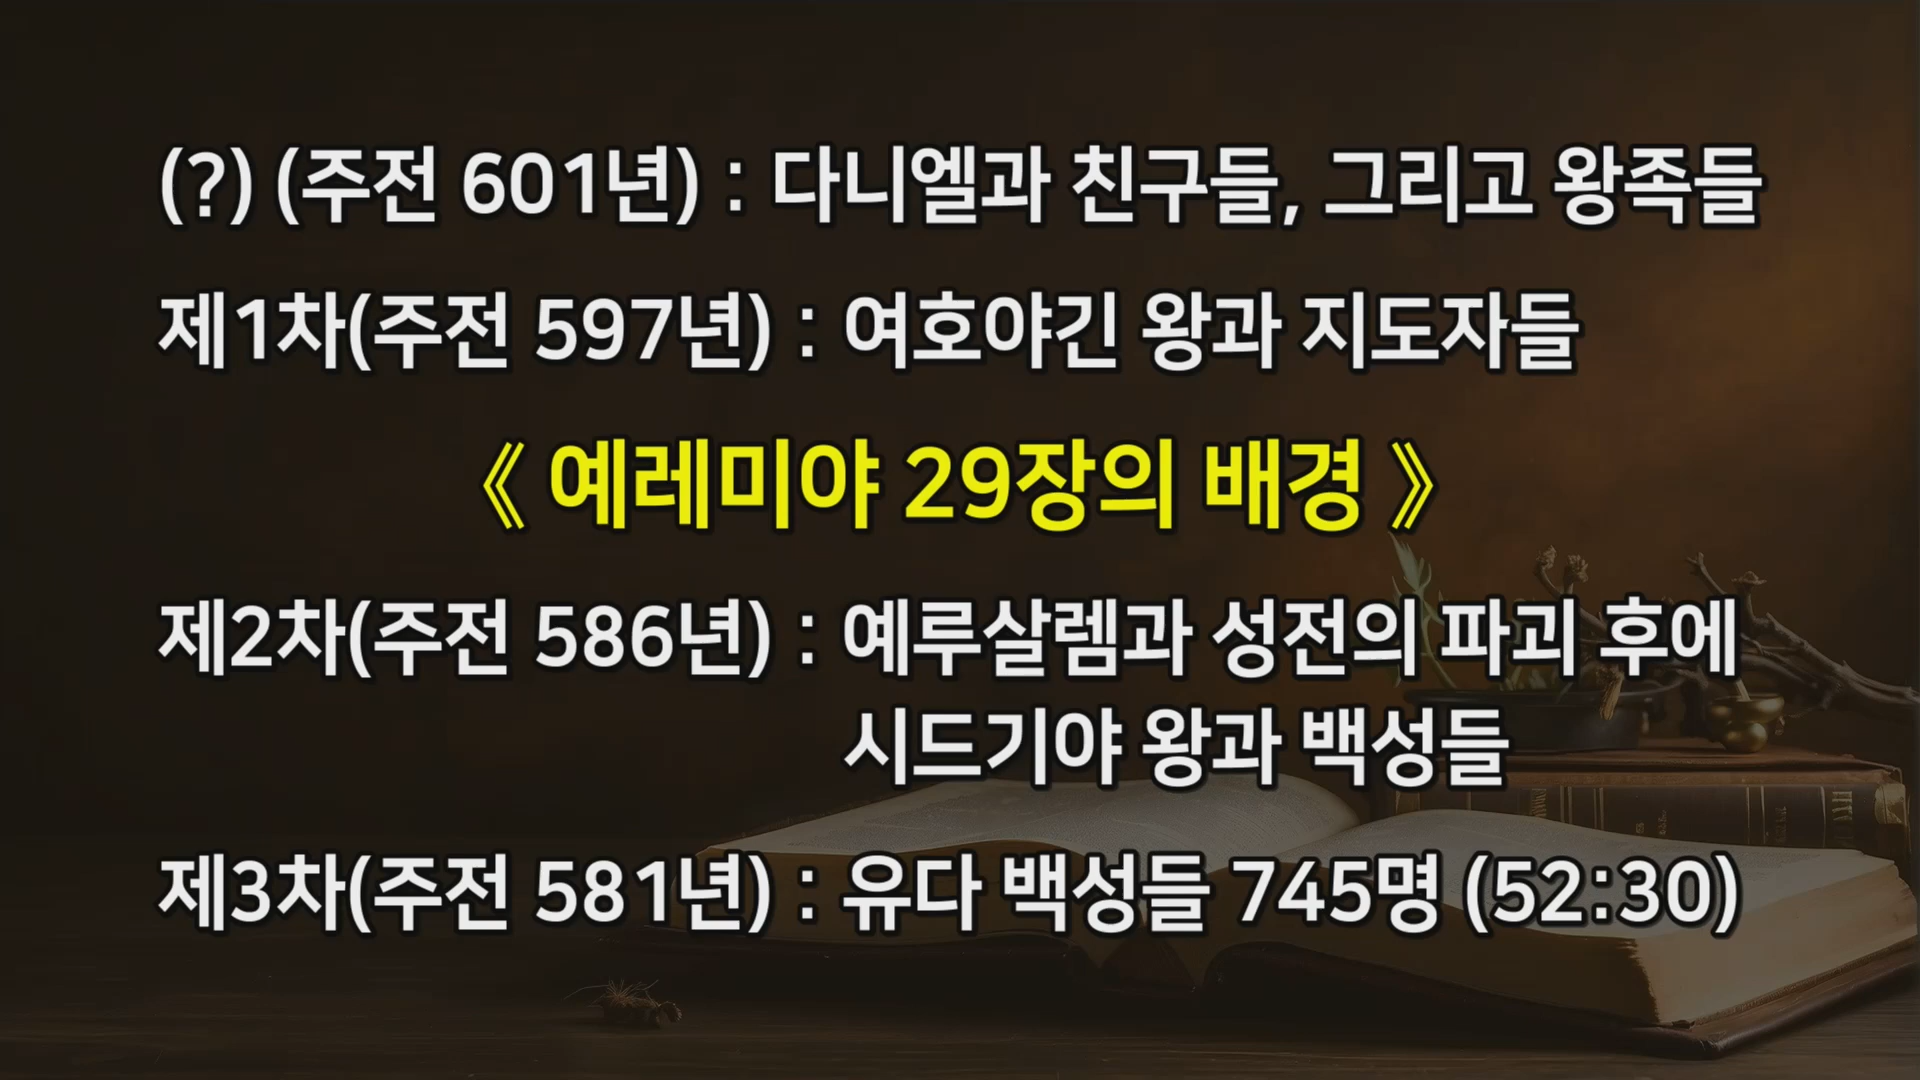 (?) (주전 601년) : 다니엘과 친구들, 그리고 왕족들
제1차(주전 597년) : 여호야긴 왕과 지도자들
《 예레미야 29장의 배경 》
제2차(주전 586년) : 예루살렘과 성전의 파괴 후에
시드기야 왕과 백성들
제3차(주전 581년) : 유다 백성들 745명 (52:30)